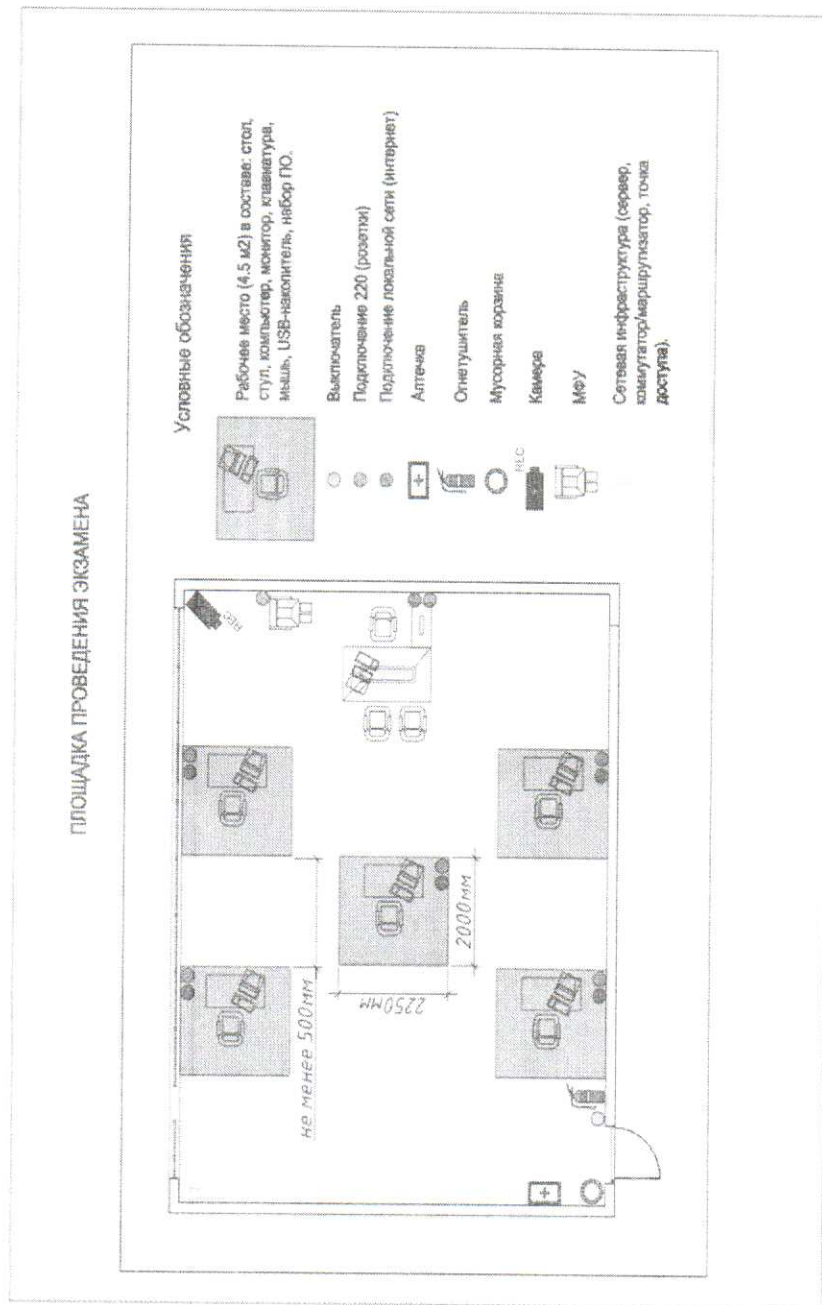 ПЛОЩАДКА ПРОВЕДЕНИЯ ЭКЗАМЕНА
REC
не менее 500мм
2250мм
2000мм
Условные обозначения
Рабочее место (4.5 м2) в составе: стол,
стул, компьютер, монитор, клавиатура,
мышь, USB-накопитель, набор ПО.
Выключатель
Подключение 220 (розетки)
Подключение локальной сети (интернет)
Аптечка
Огнетушитель
Мусорная корзина
REC
Камера
МФУ
Сетевая инфраструктура (сервер,
коммутатор/маршрутизатор, точка
доступа).